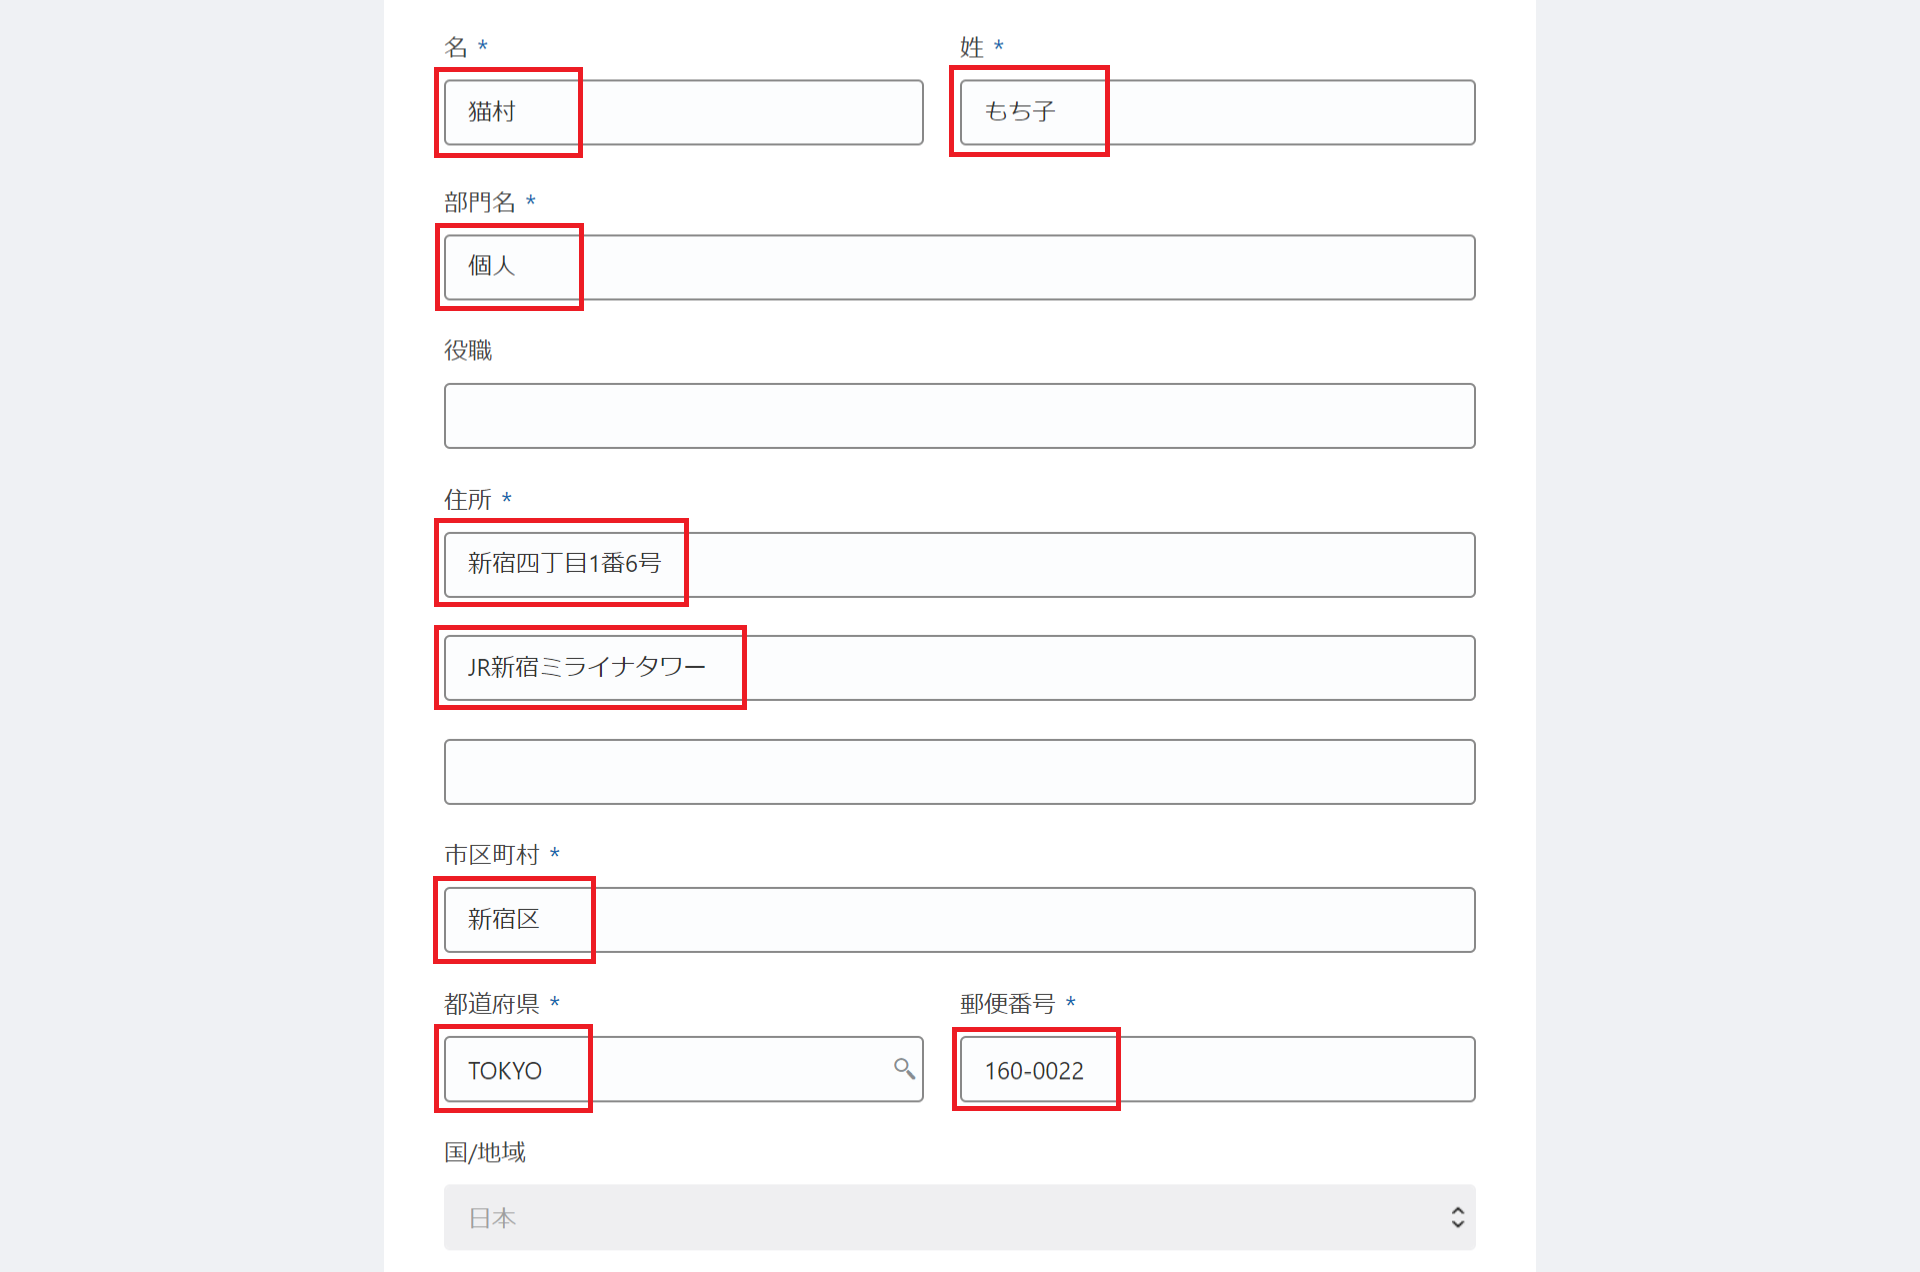 名 * 姓 *
猫村 もち子
部門名 *
個人
役職
住所 *
新宿四丁目1番6号
JR新宿ミライナタワー
市区町村 *
新宿区
都道府県 * 郵便番号 *
TOKYO 160-0022
国/地域
日本